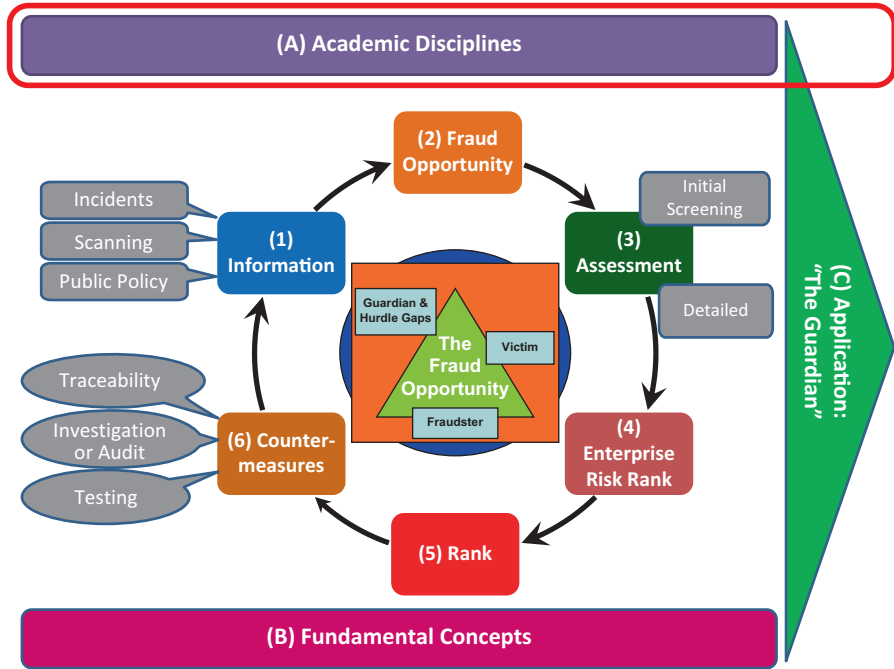 (A) Academic Disciplines
(2) Fraud
Opportunity
Incidents
Scanning
Public Policy
(1)
Information
Initial
Screening
(3)
Assessment
Detailed
Guardian &
Hurdle Gaps
Victim
The
Fraud
Opportunity
Fraudster
(C) Application:
“The Guardian”
Traceability
Investigation
or Audit
Testing
(6) Counter-
measures
(4)
Enterprise
Risk Rank
(5) Rank
(B) Fundamental Concepts